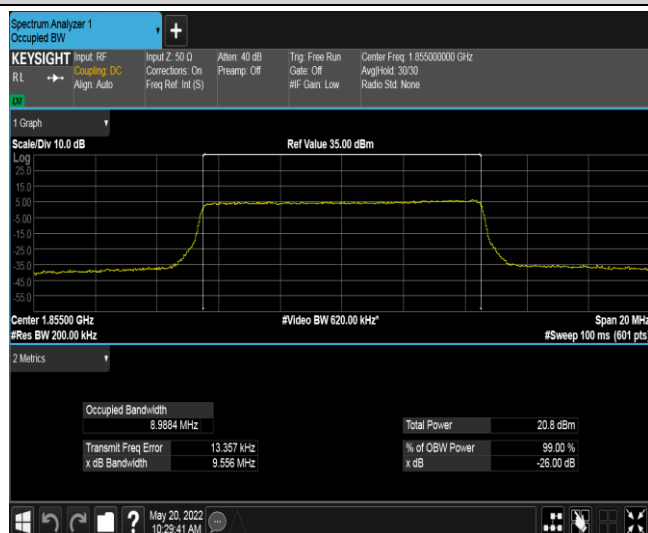 Spectrum Analyzer 1
Occupied BW
+
KEYSIGHT Input: RF Input Z: 50 Ω Atten: 40 dB Trig: Free Run Center Freq: 1.855000000 GHz
RL Coupling: DC Corrections: On Preamp: Off Gate: Off Avg|Hold: 30/30
Align: Auto Freq Ref: Int (S) #IF Gain: Low Radio Std: None
1 Graph
Scale/Div 10.0 dB Ref Value 35.00 dBm
Log
25.0
15.0
5.00
-5.00
-15.0
-25.0
-35.0
-45.0
-55.0
Center 1.85500 GHz #Video BW 620.00 kHz* Span 20 MHz
#Res BW 200.00 kHz #Sweep 100 ms (601 pts)
2 Metrics
Occupied Bandwidth
8.9884 MHz Total Power 20.8 dBm
Transmit Freq Error 13.357 kHz % of OBW Power 99.00 %
x dB Bandwidth 9.556 MHz x dB -26.00 dB
? May 20, 2022
10:29:41 AM